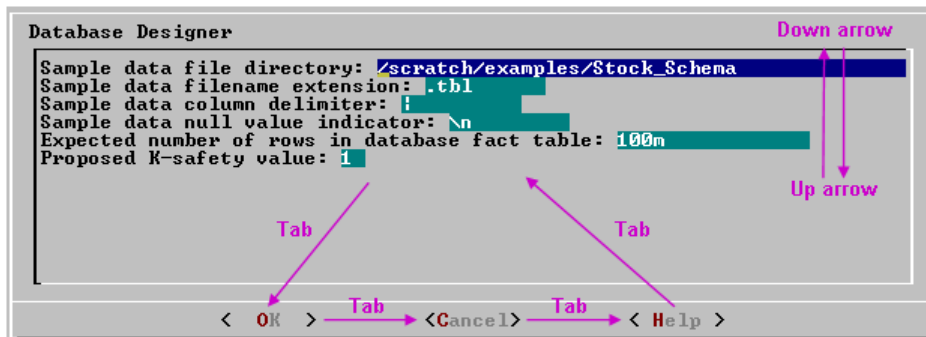 Database Designer
Down arrow
Sample data file directory: /scratch/examples/Stock_Schema
Sample data filename extension: .tbl
Sample data column delimiter: ¦
Sample data null value indicator: \n
Expected number of rows in database fact table: 100m
Proposed K-safety value: 1
Up arrow
Tab
Tab
Tab
Tab
< OK > <Cancel> < Help >